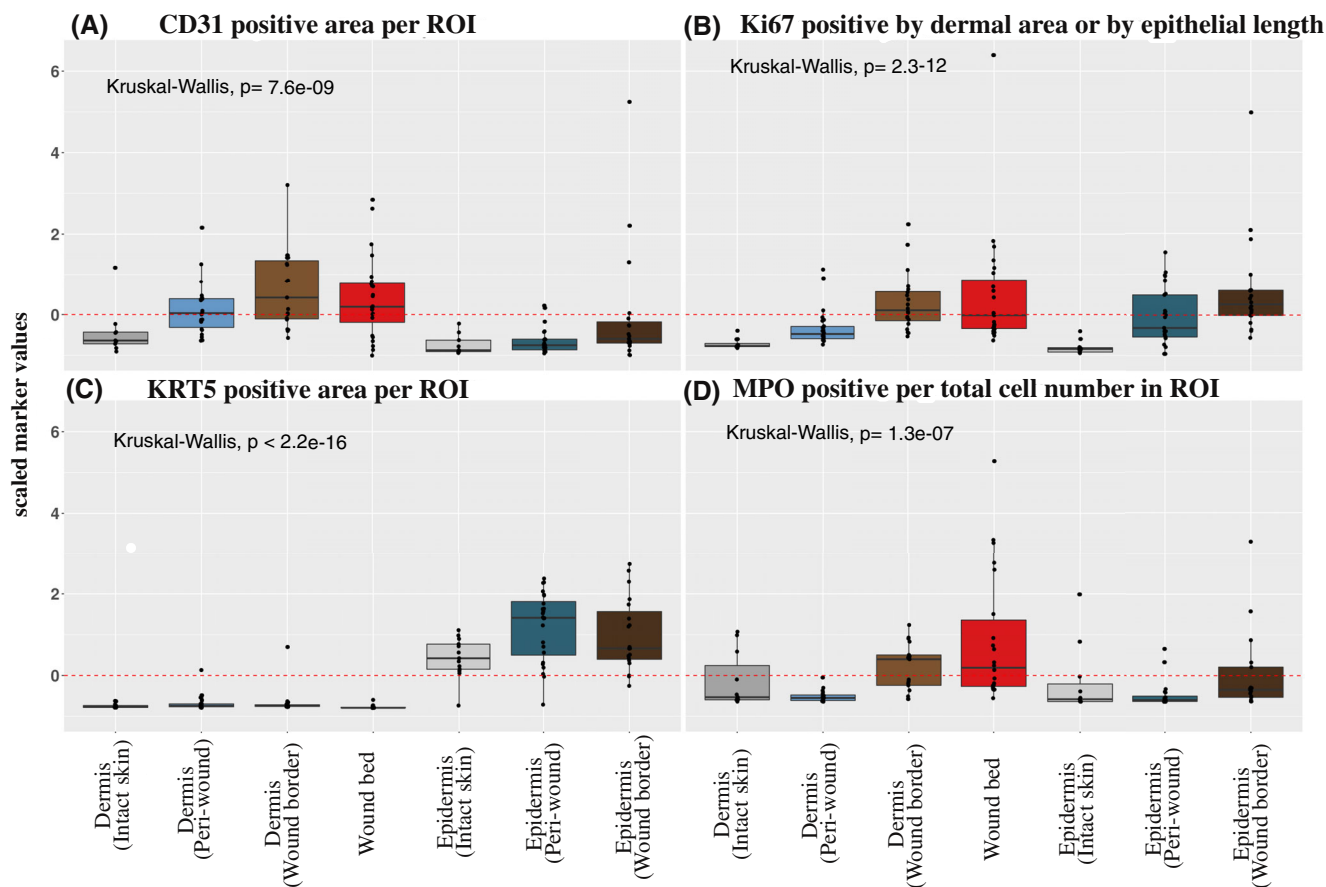 (A) CD31 positive area per ROI
(B) Ki67 positive by dermal area or by epithelial length
Kruskal-Wallis, p= 7.6e-09
Kruskal-Wallis, p= 2.3-12
6
4
2
0
(C) KRT5 positive area per ROI
(D) MPO positive per total cell number in ROI
Kruskal-Wallis, p < 2.2e-16
Kruskal-Wallis, p= 1.3e-07
6
4
2
0
scaled marker values
Dermis
(Intact skin)
Dermis
(Peri-wound)
Dermis
(Wound border)
Wound bed
Epidermis
(Intact skin)
Epidermis
(Peri-wound)
Epidermis
(Wound border)
Dermis
(Intact skin)
Dermis
(Peri-wound)
Dermis
(Wound border)
Wound bed
Epidermis
(Intact skin)
Epidermis
(Peri-wound)
Epidermis
(Wound border)